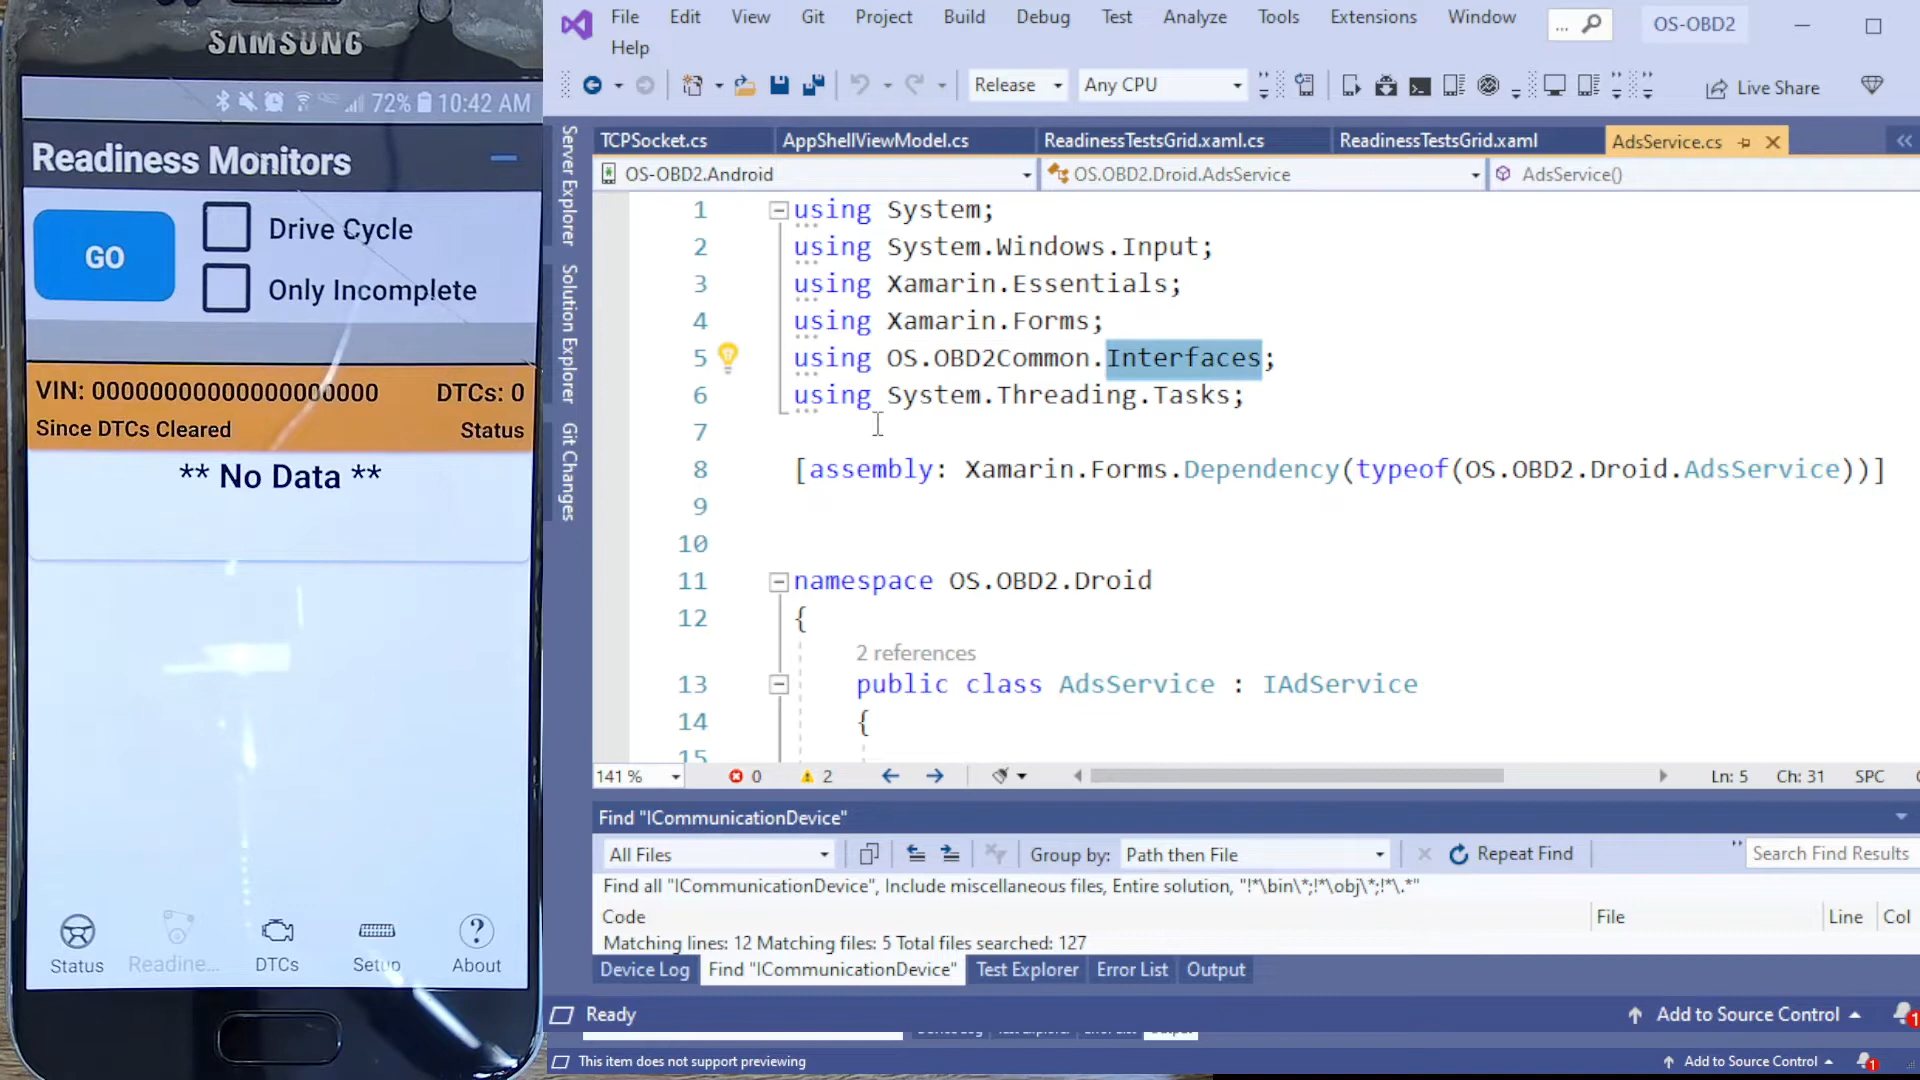 SAMSUNG
72% 10:42 AM
Readiness Monitors
GO
Drive Cycle
Only Incomplete
VIN: 00000000000000000000 DTCs: 0
Since DTCs Cleared Status
** No Data **
Status Readine... DTCs Setup About
File Edit View Git Project Build Debug Test Analyze Tools Extensions Window ... OS-OBD2
Help
Release Any CPU Live Share
Server Explorer
Solution Explorer
Git Changes
TCPSocket.cs AppShellViewModel.cs ReadinessTestsGrid.xaml.cs ReadinessTestsGrid.xaml AdsService.cs
OS-OBD2.Android OS.OBD2.Droid.AdsService AdsService()
1 using System;
2 using System.Windows.Input;
3 using Xamarin.Essentials;
4 using Xamarin.Forms;
5 using OS.OBD2Common.Interfaces;
6 using System.Threading.Tasks;
7
8 [assembly: Xamarin.Forms.Dependency(typeof(OS.OBD2.Droid.AdsService))]
9
10
11 namespace OS.OBD2.Droid
12 {
2 references
13 public class AdsService : IAdService
14 {
15
141 % 0 2 Ln: 5 Ch: 31 SPC
Find "ICommunicationDevice"
All Files Group by: Path then File Repeat Find Search Find Results
Find all "ICommunicationDevice", Include miscellaneous files, Entire solution, "!*\bin\*;!*\obj\*;!*\.*"
Code File Line Col
Matching lines: 12 Matching files: 5 Total files searched: 127
Device Log Find "ICommunicationDevice" Test Explorer Error List Output
Ready Add to Source Control 1
This item does not support previewing Add to Source Control 1